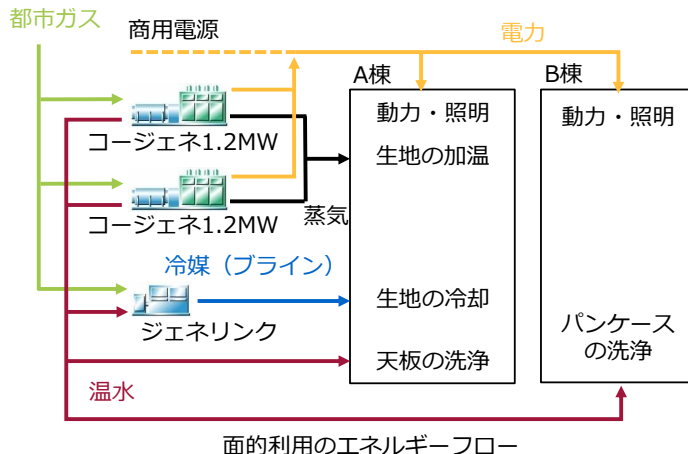 都市ガス
商用電源
電力
A棟
B棟
動力・照明
動力・照明
コージェネ1.2MW
生地の加温
コージェネ1.2MW
蒸気
冷媒（ブライン）
生地の冷却
ジェネリンク
パンケース
の洗浄
天板の洗浄
温水
面的利用のエネルギーフロー